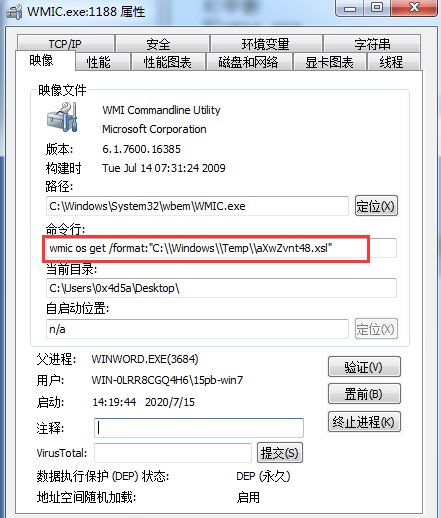 WMIC.exe:1188 属性
TCP/IP 安全 环境变量 字符串
映像 性能 性能图表 磁盘和网络 显卡图表 线程
映像文件
WMI Commandline Utility
Microsoft Corporation
版本: 6.1.7600.16385
构建时 Tue Jul 14 07:31:24 2009
路径:
C:\Windows\System32\wbem\WMIC.exe 定位(X)
命令行:
wmic os get /format:"C:\\Windows\\Temp\\aXwZvnt48.xsl"
当前目录:
C:\Users\0x4d5a\Desktop\
自启动位置:
n/a 定位(X)
父进程: WINWORD.EXE(3684) 验证(V)
用户: WIN-0LRR8CGQ4H6\15pb-win7
置前(B)
启动: 14:19:44 2020/7/15
注释: 终止进程(K)
VirusTotal: 提交(S)
数据执行保护 (DEP) 状态: DEP (永久)
地址空间随机加载: 启用